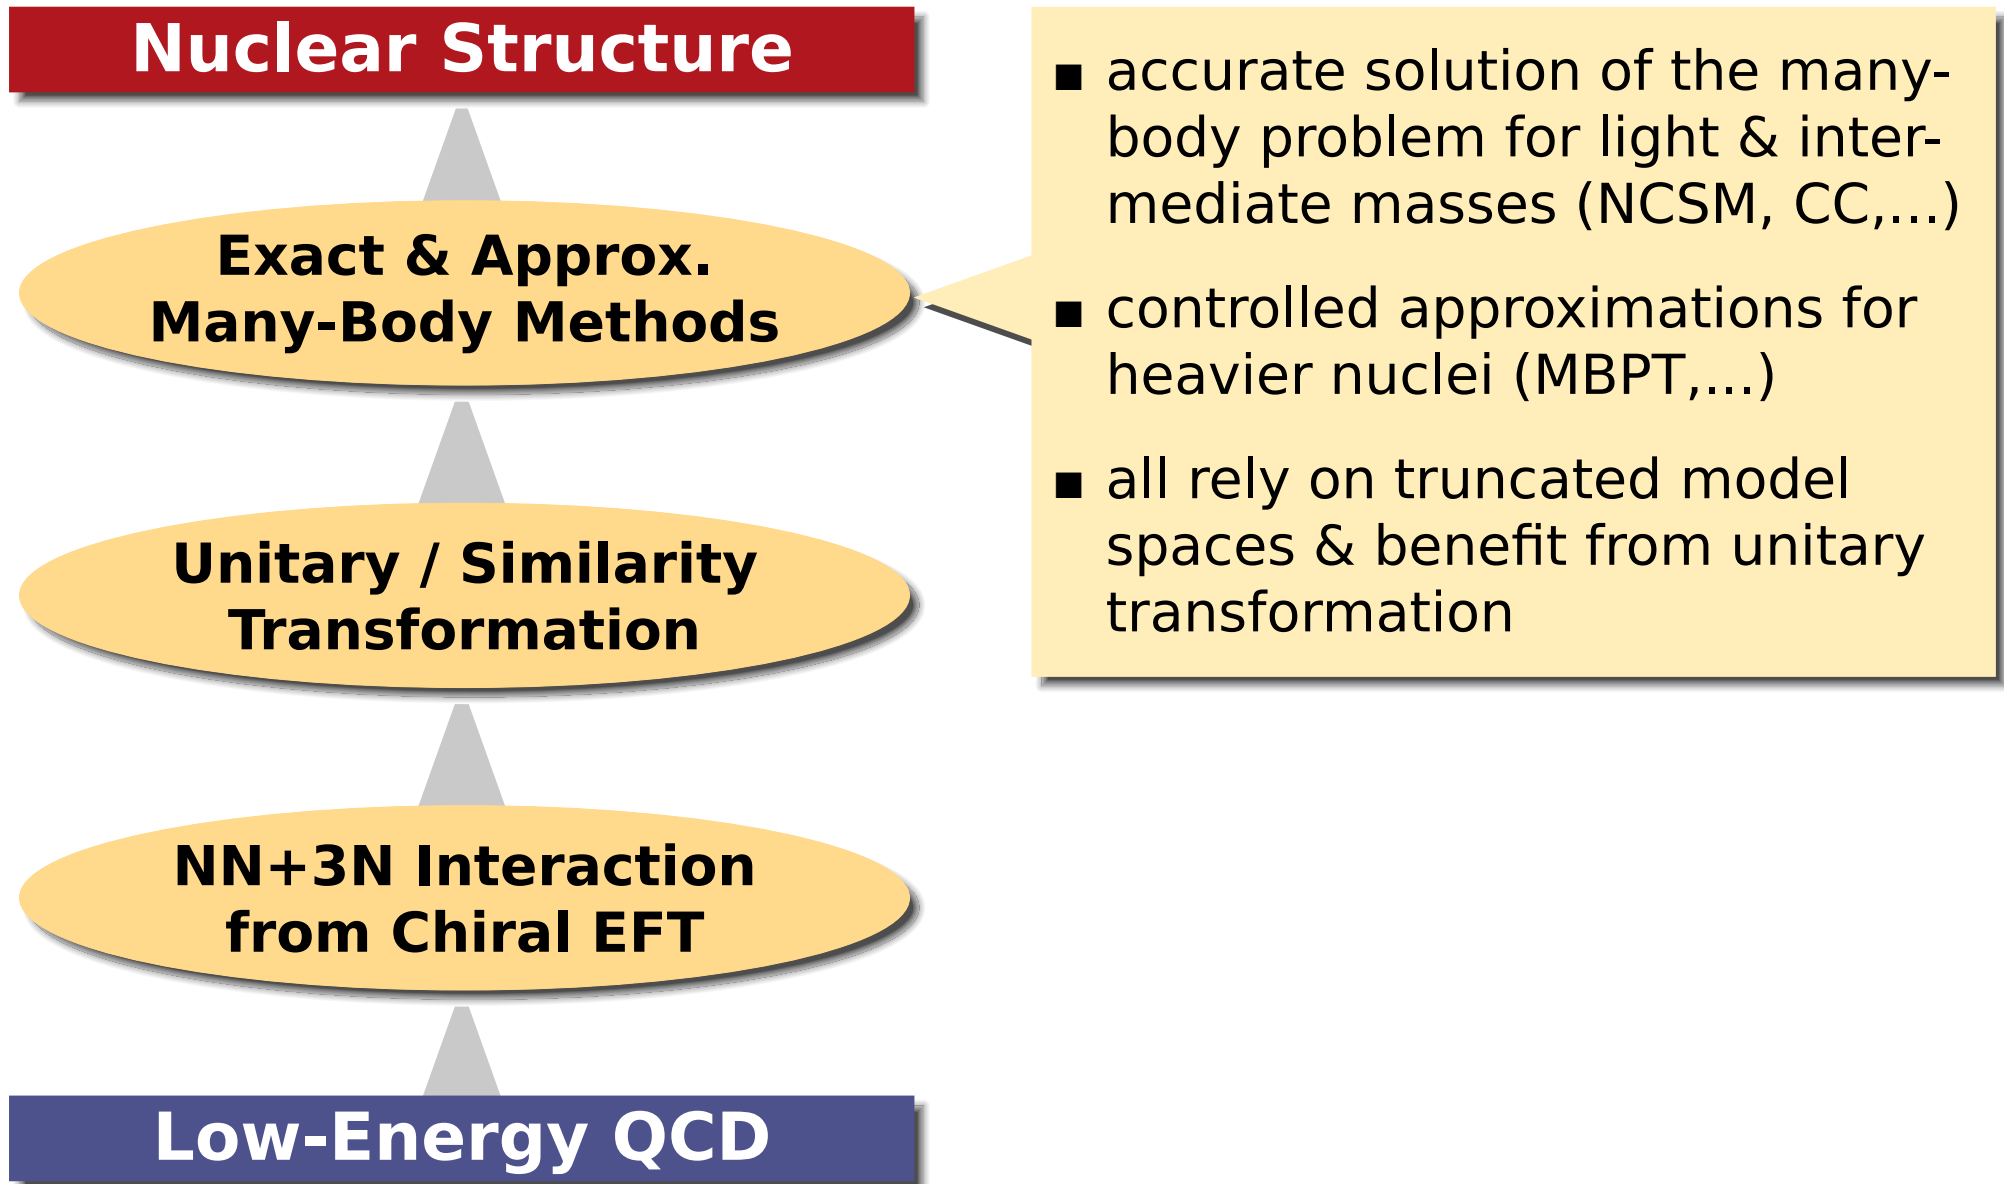 Nuclear Structure
Exact & Approx.
Many-Body Methods
Unitary / Similarity
Transformation
NN+3N Interaction
from Chiral EFT
Low-Energy QCD
■ accurate solution of the many-
body problem for light & inter-
mediate masses (NCSM, CC,...)
■ controlled approximations for
heavier nuclei (MBPT,...)
■ all rely on truncated model
spaces & benefit from unitary
transformation